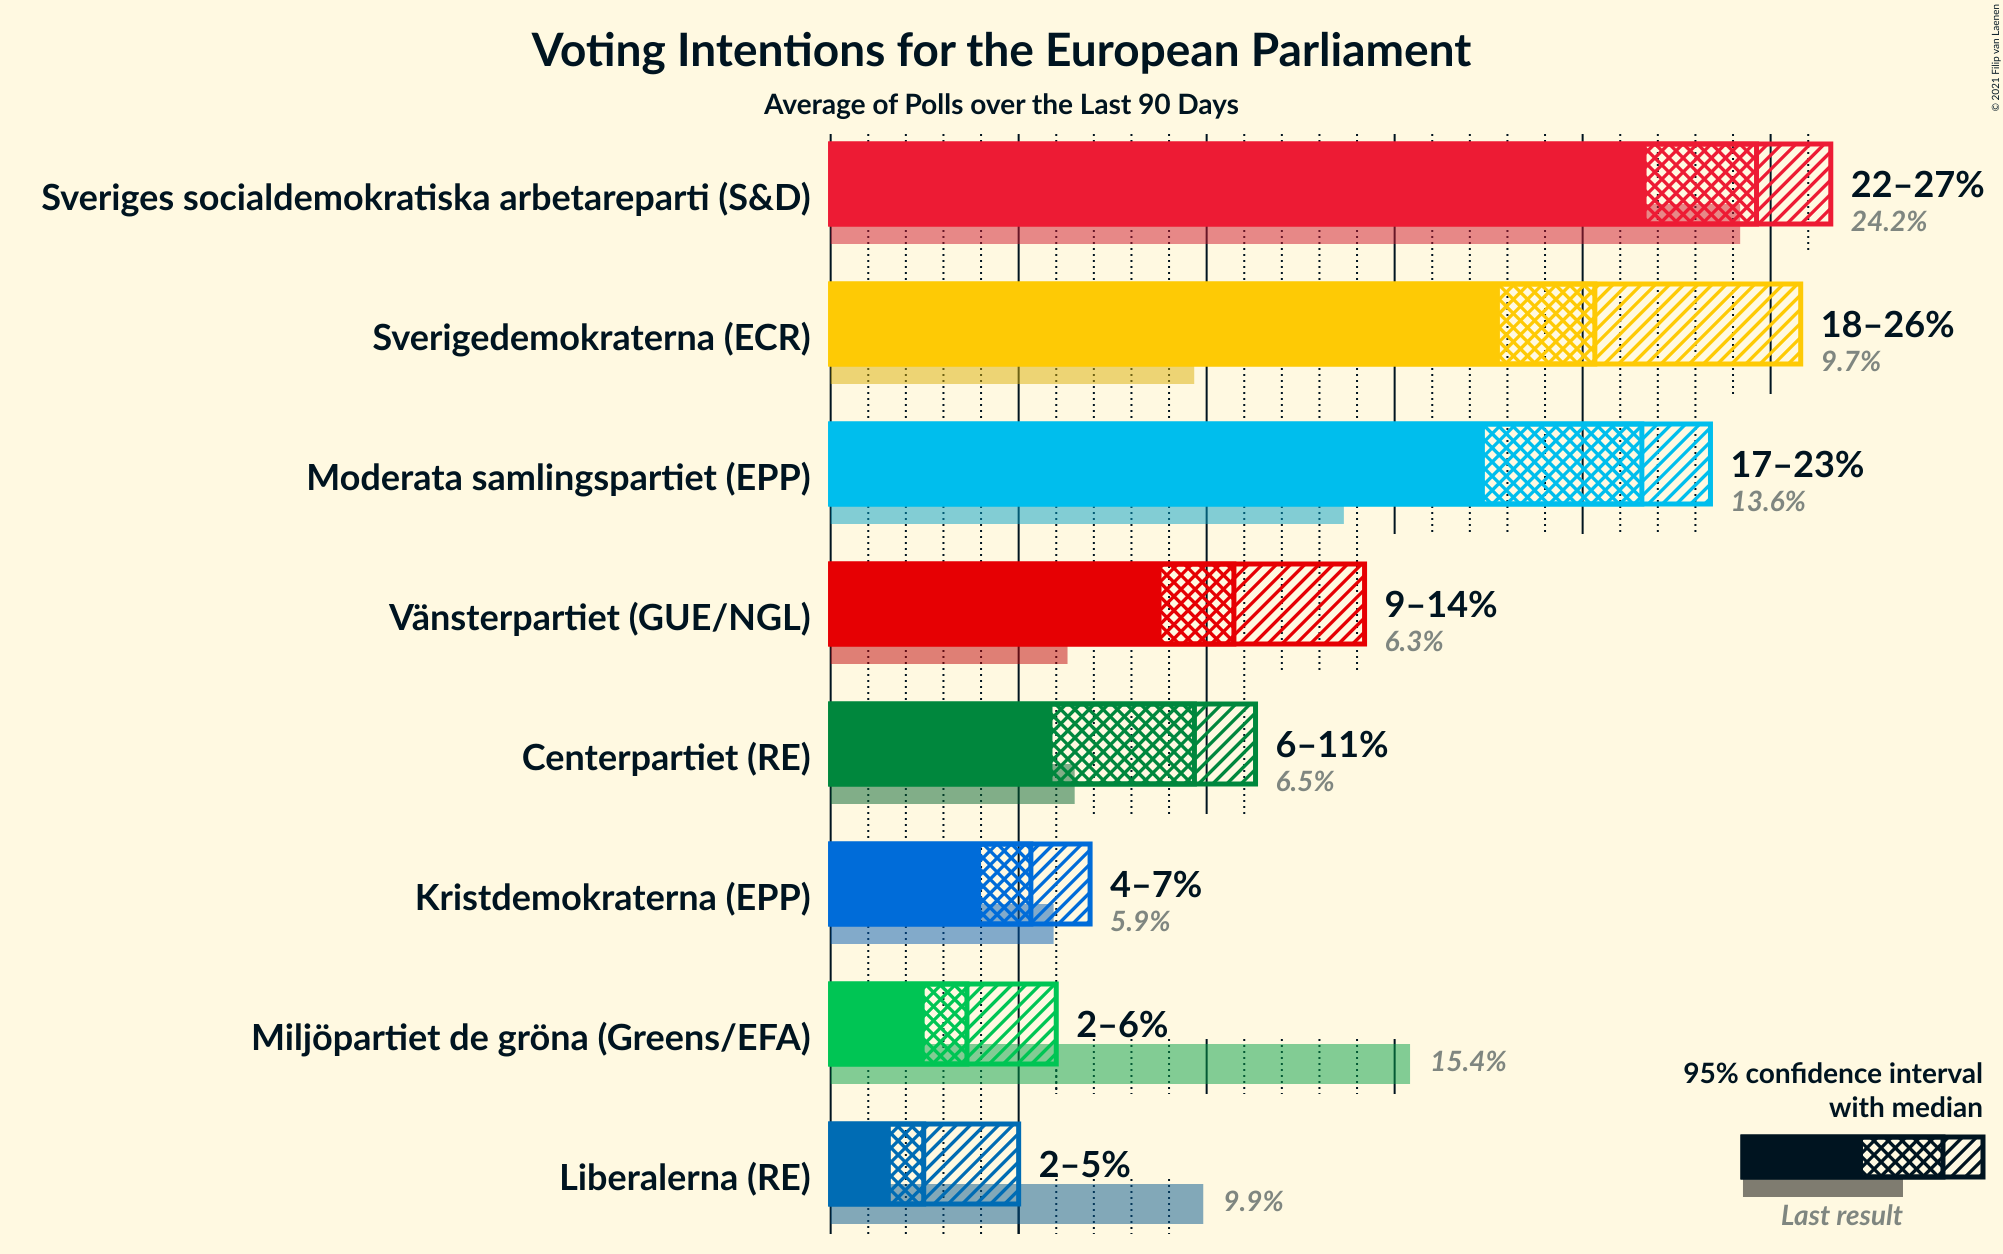 Voting Intentions for the European Parliament
Average of Polls over the Last 90 Days
© 2021 Filip van Laenen
Sveriges socialdemokratiska arbetareparti (S&D)
22–27%
24.2%
Sverigedemokraterna (ECR)
18–26%
9.7%
Moderata samlingspartiet (EPP)
17–23%
13.6%
Vänsterpartiet (GUE/NGL)
9–14%
6.3%
Centerpartiet (RE)
6–11%
6.5%
Kristdemokraterna (EPP)
4–7%
5.9%
Miljöpartiet de gröna (Greens/EFA)
2–6%
15.4%
Liberalerna (RE)
2–5%
9.9%
95% confidence interval
with median
Last result